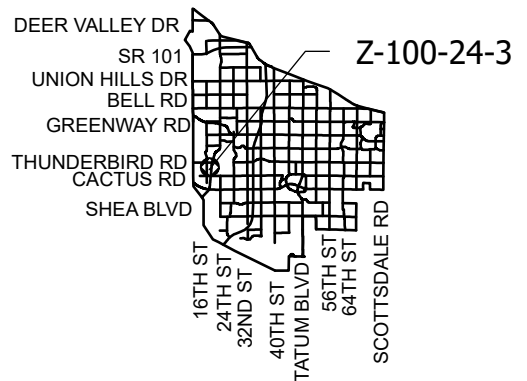 DEER VALLEY DR
SR 101
Z-100-24-3
UNION HILLS DR
BELL RD
GREENWAY RD
THUNDERBIRD RD
CACTUS RD
SHEA BLVD
16TH ST
24TH ST
32ND ST
40TH ST
TATUM BLVD
56TH ST
64TH ST
SCOTTSDALE RD